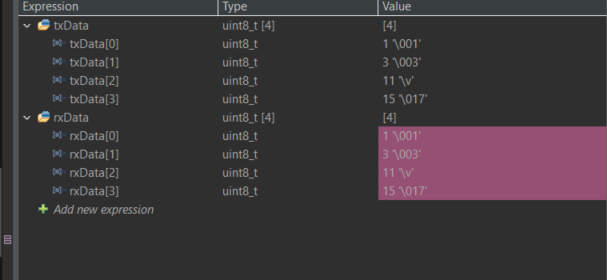 Expression Type Value
txData uint8_t [4] [4]
txData[0] uint8_t 1 '\001'
txData[1] uint8_t 3 '\003'
txData[2] uint8_t 11 '\v'
txData[3] uint8_t 15 '\017'
rxData uint8_t [4] [4]
rxData[0] uint8_t 1 '\001'
rxData[1] uint8_t 3 '\003'
rxData[2] uint8_t 11 '\v'
rxData[3] uint8_t 15 '\017'
Add new expression